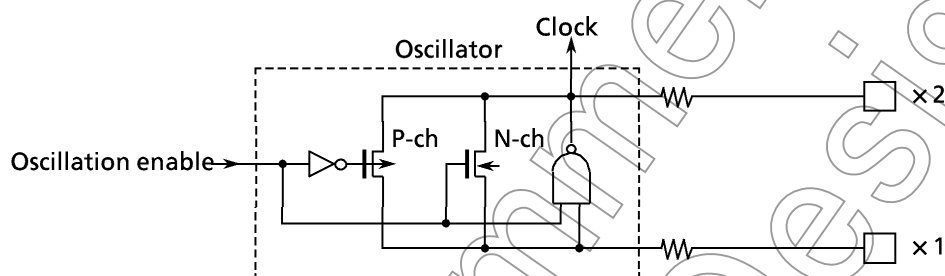 Clock
Oscillator
×2
P-ch
N-ch
Oscillation enable
×1